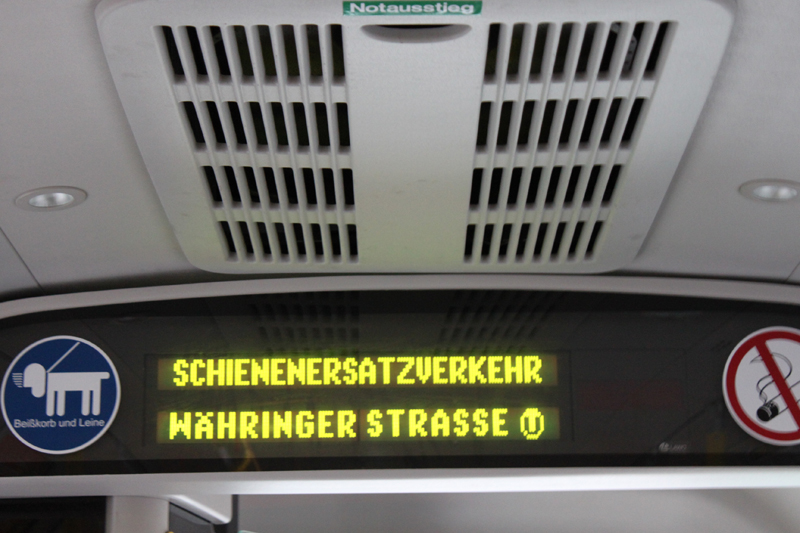 Notausstieg
SCHIENENERSATZVERKEHR
WÄHRINGER STRASSE U
Beißkorb und Leine